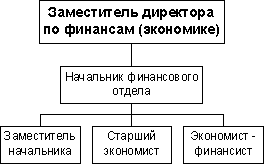 Заместитель директора
по финансам (экономике)
Начальник финансового
отдела
Заместитель
начальника
Старший
экономист
Экономист -
финансист